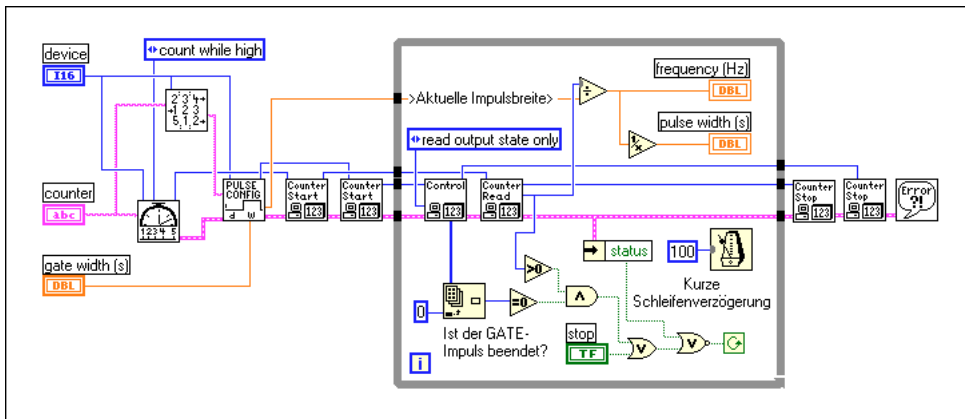 device
count while high
I16
2 3 4
1 2 3
5,1,2
counter
abc
1 2 3 4 5
PULSE
CONFIG
d W
Counter
Start
123
Counter
Start
123
gate width (s)
DBL
>Aktuelle Impulsbreite>
÷
frequency (Hz)
DBL
pulse width (s)
1/x
DBL
read output state only
Control
123
Counter
Read
123
status
100
Kurze
Schleifenverzögerung
>0
=0
∧
0
Ist der GATE-
Impuls beendet?
stop
TF
V
V
i
Counter
Stop
123
Counter
Stop
123
Error
?!